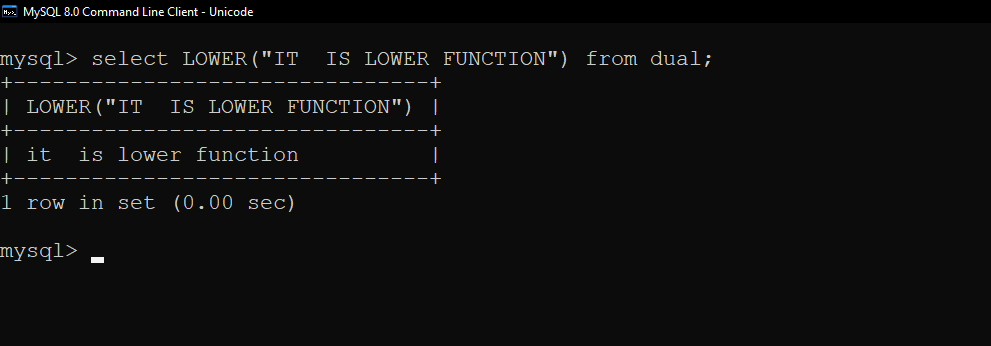 MySQL 8.0 Command Line Client - Unicode
mysql> select LOWER("IT  IS LOWER FUNCTION") from dual;
+--------------------------------+
| LOWER("IT  IS LOWER FUNCTION") |
+--------------------------------+
| it  is lower function          |
+--------------------------------+
1 row in set (0.00 sec)
mysql>